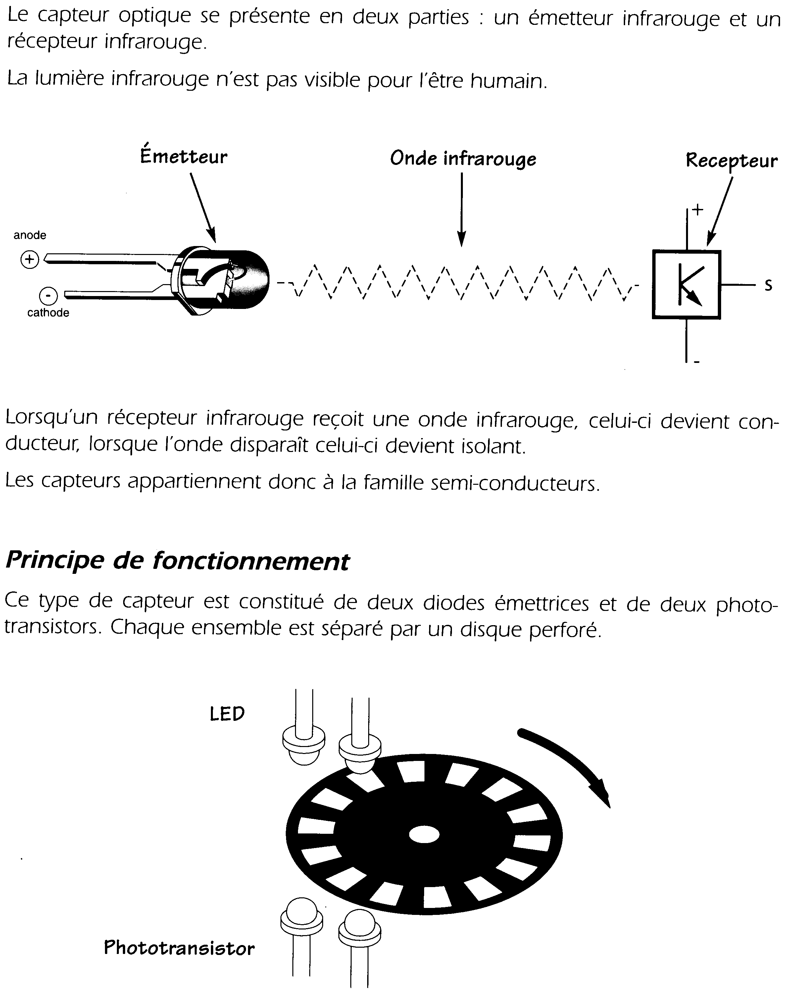 Le capteur optique se présente en deux parties : un émetteur infrarouge et un
récepteur infrarouge.
La lumière infrarouge n'est pas visible pour l'être humain.
Émetteur
Onde infrarouge
Recepteur
+
anode
+
-
cathode
S
-
Lorsqu'un récepteur infrarouge reçoit une onde infrarouge, celui-ci devient con-
ducteur, lorsque l'onde disparaît celui-ci devient isolant.
Les capteurs appartiennent donc à la famille semi-conducteurs.
Principe de fonctionnement
Ce type de capteur est constitué de deux diodes émettrices et de deux photo-
transistors. Chaque ensemble est séparé par un disque perforé.
LED
Phototransistor